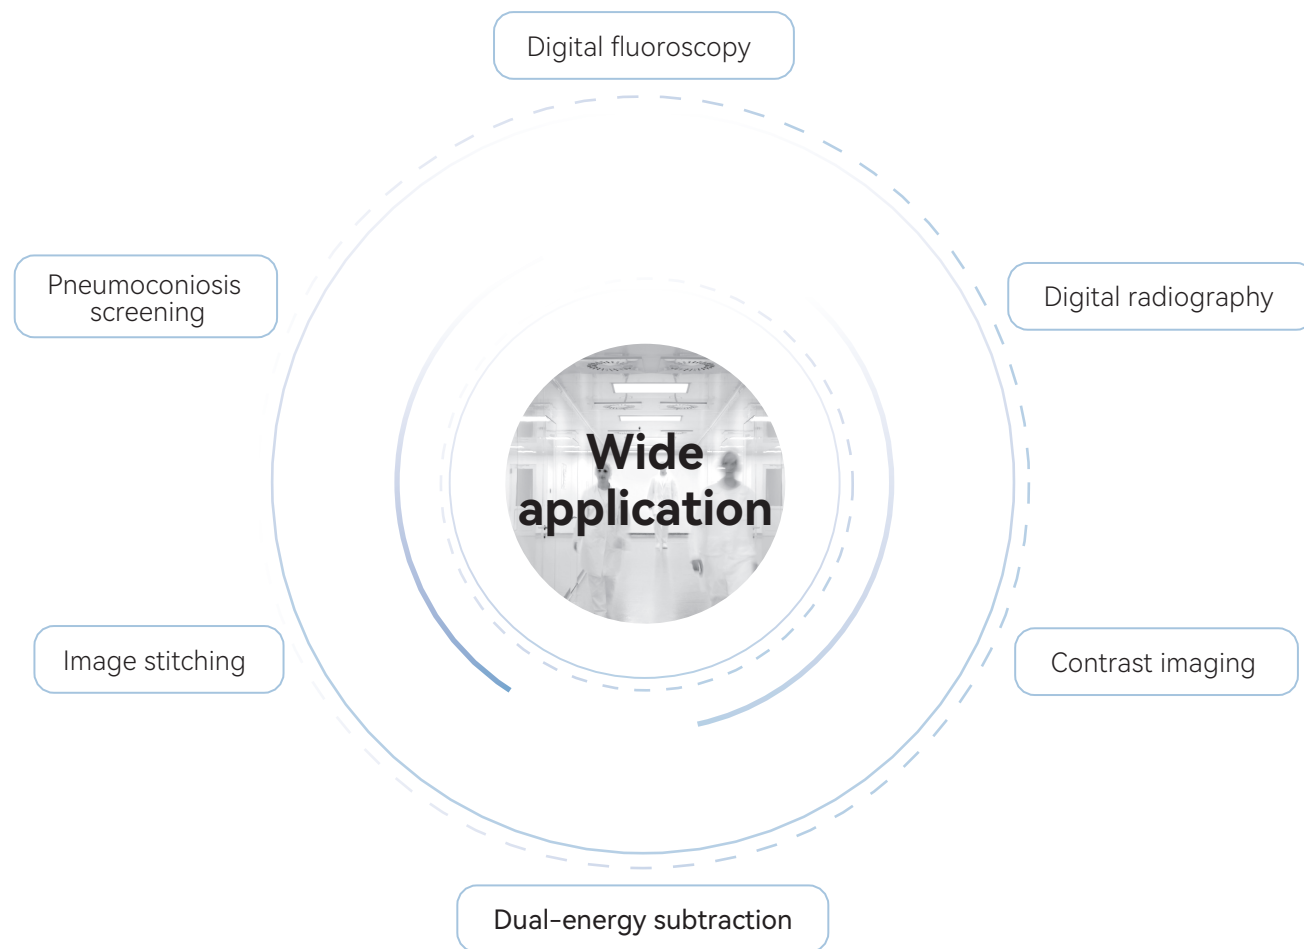 Digital fluoroscopy
Pneumoconiosis
screening
Digital radiography
Wide
application
Image stitching
Contrast imaging
Dual-energy subtraction